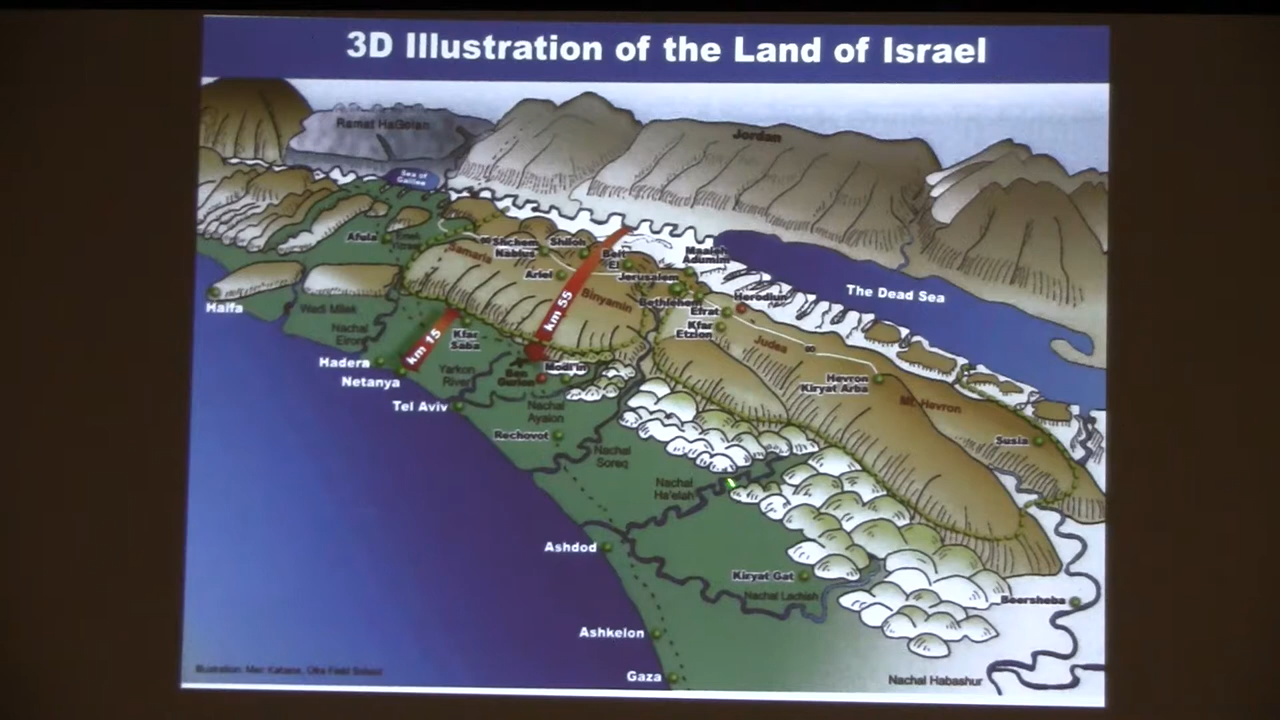 3D Illustration of the Land of Israel
Ramat HaGolan
Jordan
Sea of
Galilee
Afula
Samaria
Shchem
Nablus
Shiloh
Beit
El
Maaleh
Adumim
Ariel
Jerusalem
The Dead Sea
Haifa
Wadi Milek
km 55
Binyamin
Bethlehem
Herodiun
Efrat
Kfar
Etzion
Nachal
Eiron
km 15
Kfar
Saba
Judea
Hadera
Netanya
Yarkon
River
Ben
Gurion
Modi'in
Hevron
Kiryat Arba
Mt. Hevron
Tel Aviv
Nachal
Ayalon
Rechovot
Susia
Nachal
Soreq
Nachal
Ha'elah
Ashdod
Kiryat Gat
Nachal Lachish
Beersheba
Ashkelon
Gaza
Nachal Habashur